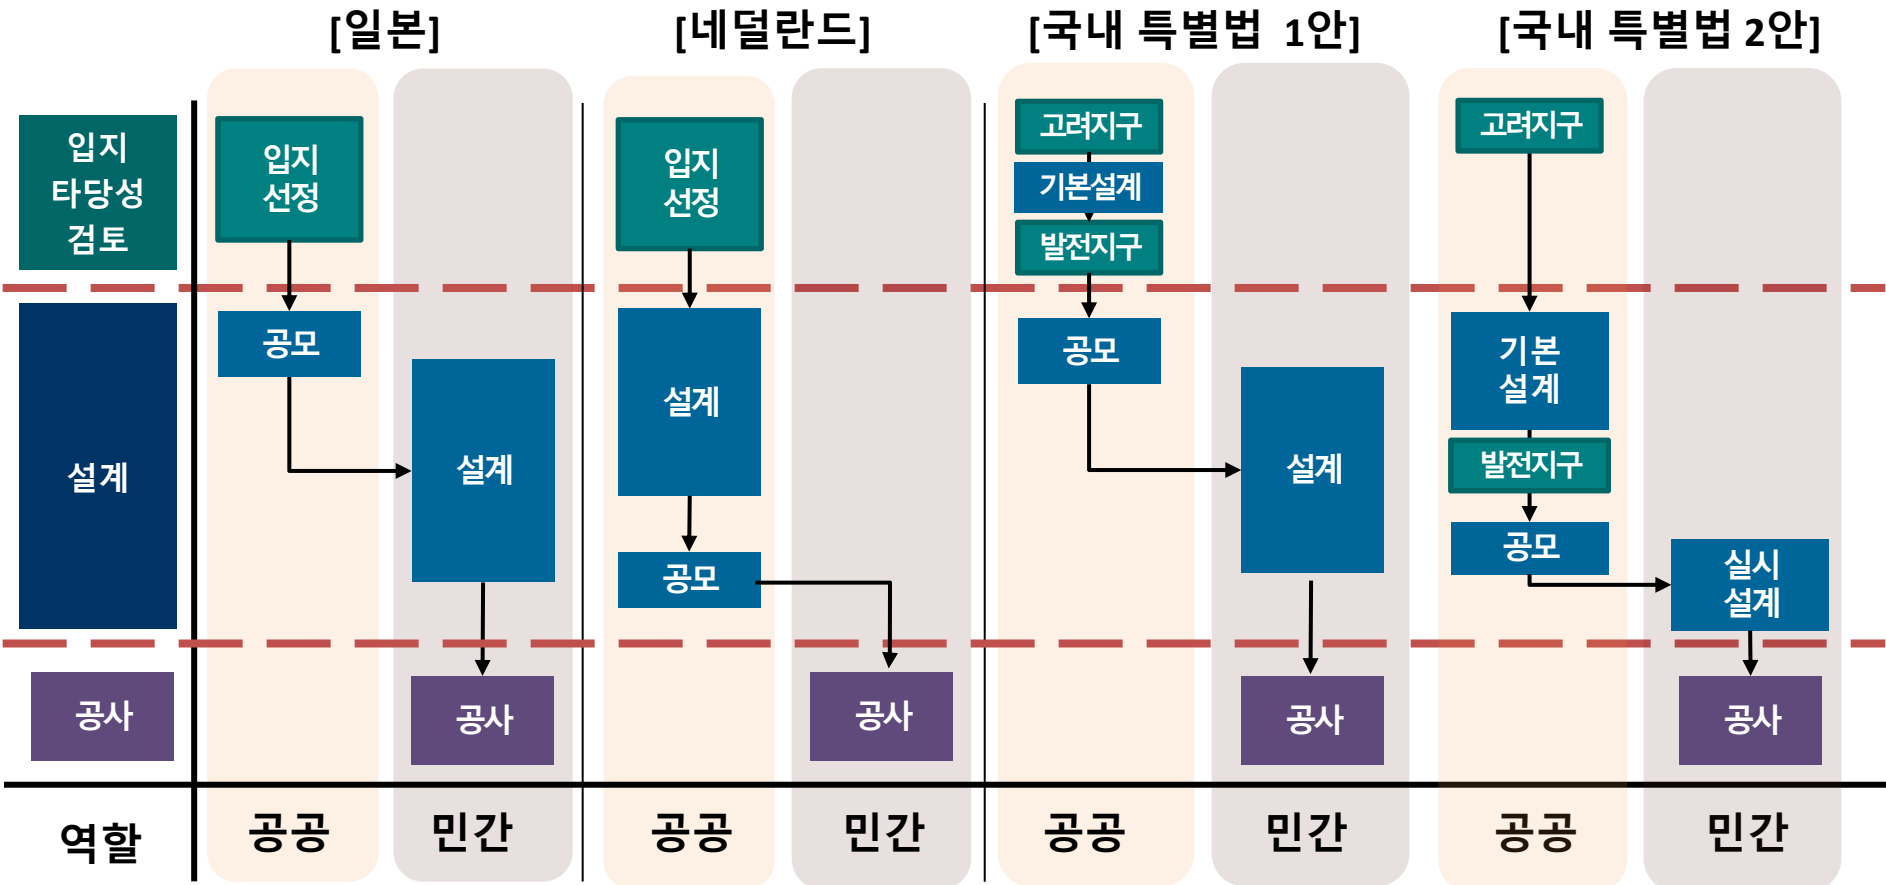 [일본]
[네덜란드]
[국내 특별법 1안]
[국내 특별법 2안]
입지
타당성
검토
설계
공사
역할
입지
선정
공모
설계
공사
공공
민간
입지
선정
설계
공모
공사
공공
민간
고려지구
기본설계
발전지구
공모
설계
공사
공공
민간
고려지구
기본
설계
발전지구
공모
실시
설계
공사
공공
민간